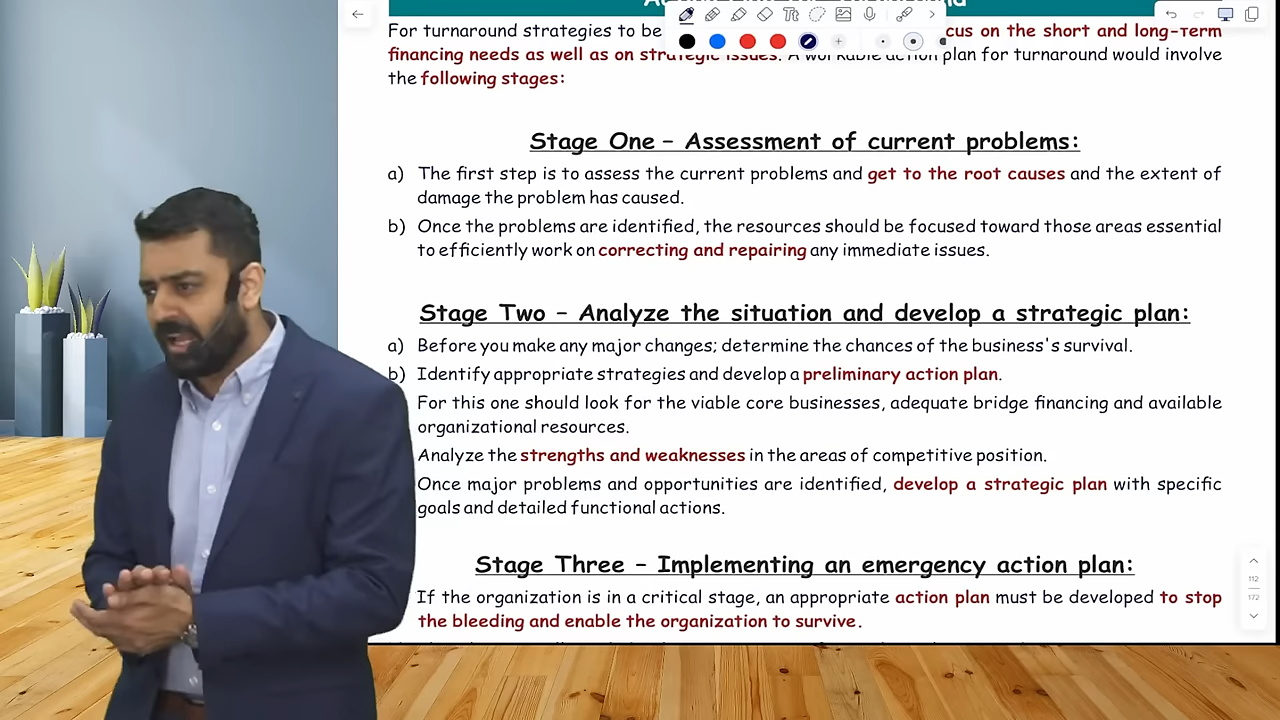 For turnaround strategies to be cus on the short and long-term
financing needs as well as on strategic issues. A workable action plan for turnaround would involve
the following stages:
Stage One – Assessment of current problems:
a) The first step is to assess the current problems and get to the root causes and the extent of
damage the problem has caused.
b) Once the problems are identified, the resources should be focused toward those areas essential
to efficiently work on correcting and repairing any immediate issues.
Stage Two – Analyze the situation and develop a strategic plan:
a) Before you make any major changes; determine the chances of the business's survival.
b) Identify appropriate strategies and develop a preliminary action plan.
For this one should look for the viable core businesses, adequate bridge financing and available
organizational resources.
Analyze the strengths and weaknesses in the areas of competitive position.
Once major problems and opportunities are identified, develop a strategic plan with specific
goals and detailed functional actions.
Stage Three – Implementing an emergency action plan:
If the organization is in a critical stage, an appropriate action plan must be developed to stop
the bleeding and enable the organization to survive.
112
172